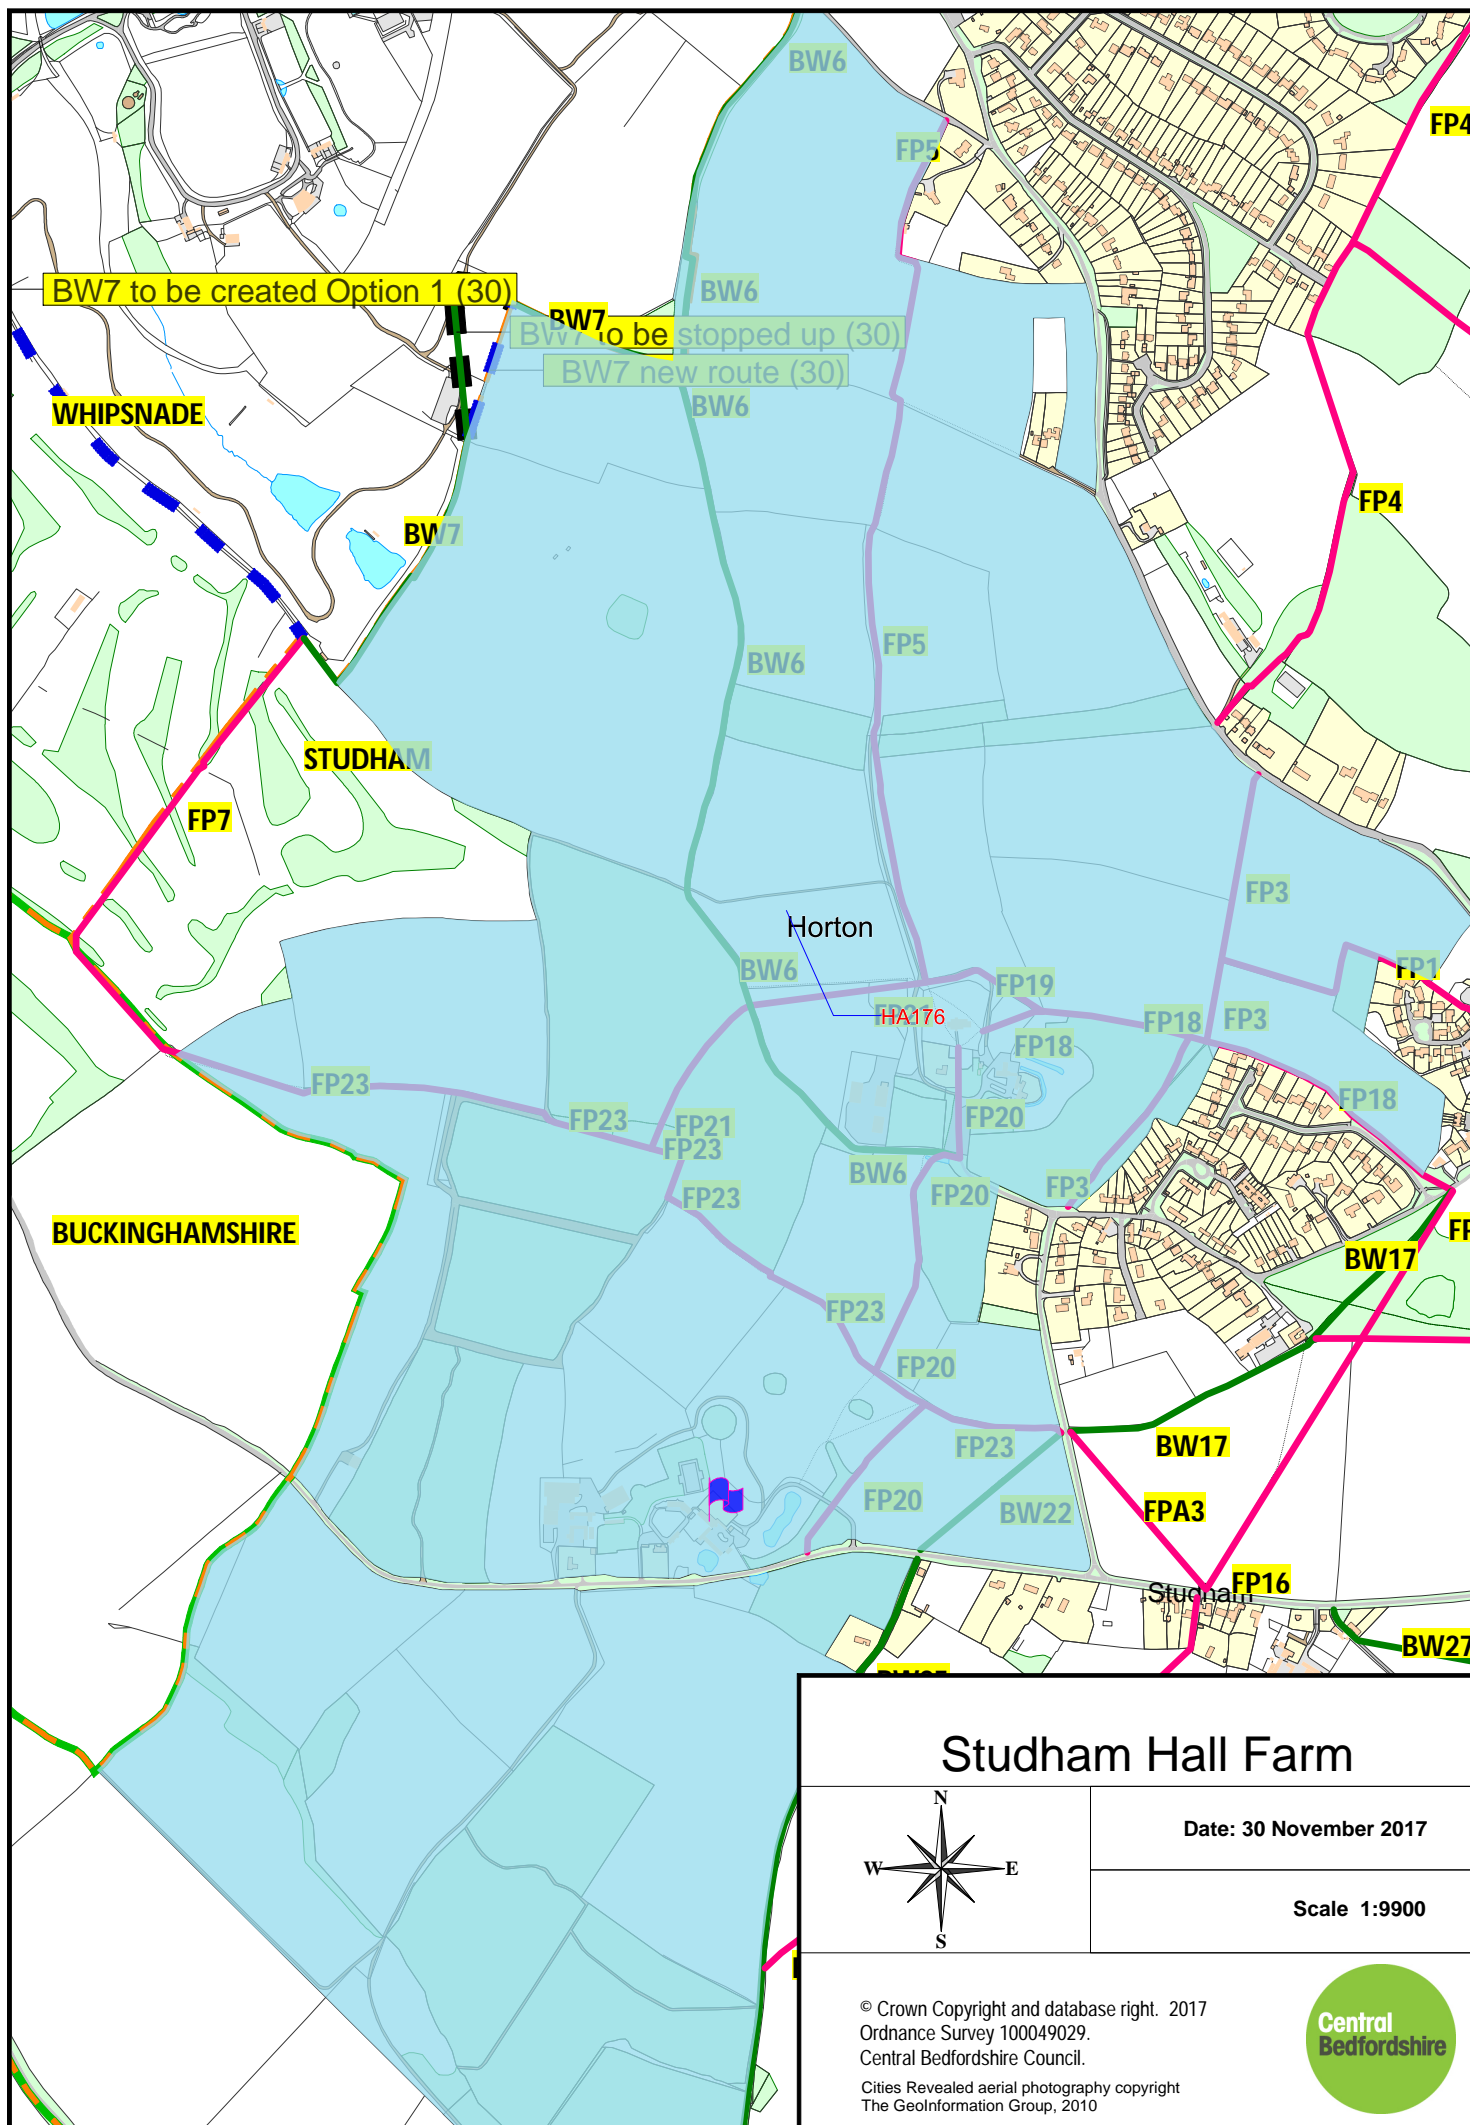 BW6
FP4
FP5
BW7 to be created Option 1 (30)
BW6
BW7
BW7 to be stopped up (30)
BW7 new route (30)
BW6
WHIPSNADE
FP4
BW7
FP5
BW6
STUDHAM
FP7
FP3
Horton
FP1
BW6
FP19
HA176
FP18
FP3
FP18
FP23
FP18
FP23
FP21
FP20
FP23
BW6
FP20
FP3
FP23
BUCKINGHAMSHIRE
BW17
FP23
FP20
FP23
BW17
FP20
BW22
FPA3
FP16
Studham
BW27
Studham Hall Farm
N
W
E
S
Date: 30 November 2017
Scale 1:9900
© Crown Copyright and database right. 2017
Ordnance Survey 100049029.
Central Bedfordshire Council.
Cities Revealed aerial photography copyright
The GeoInformation Group, 2010
Central
Bedfordshire